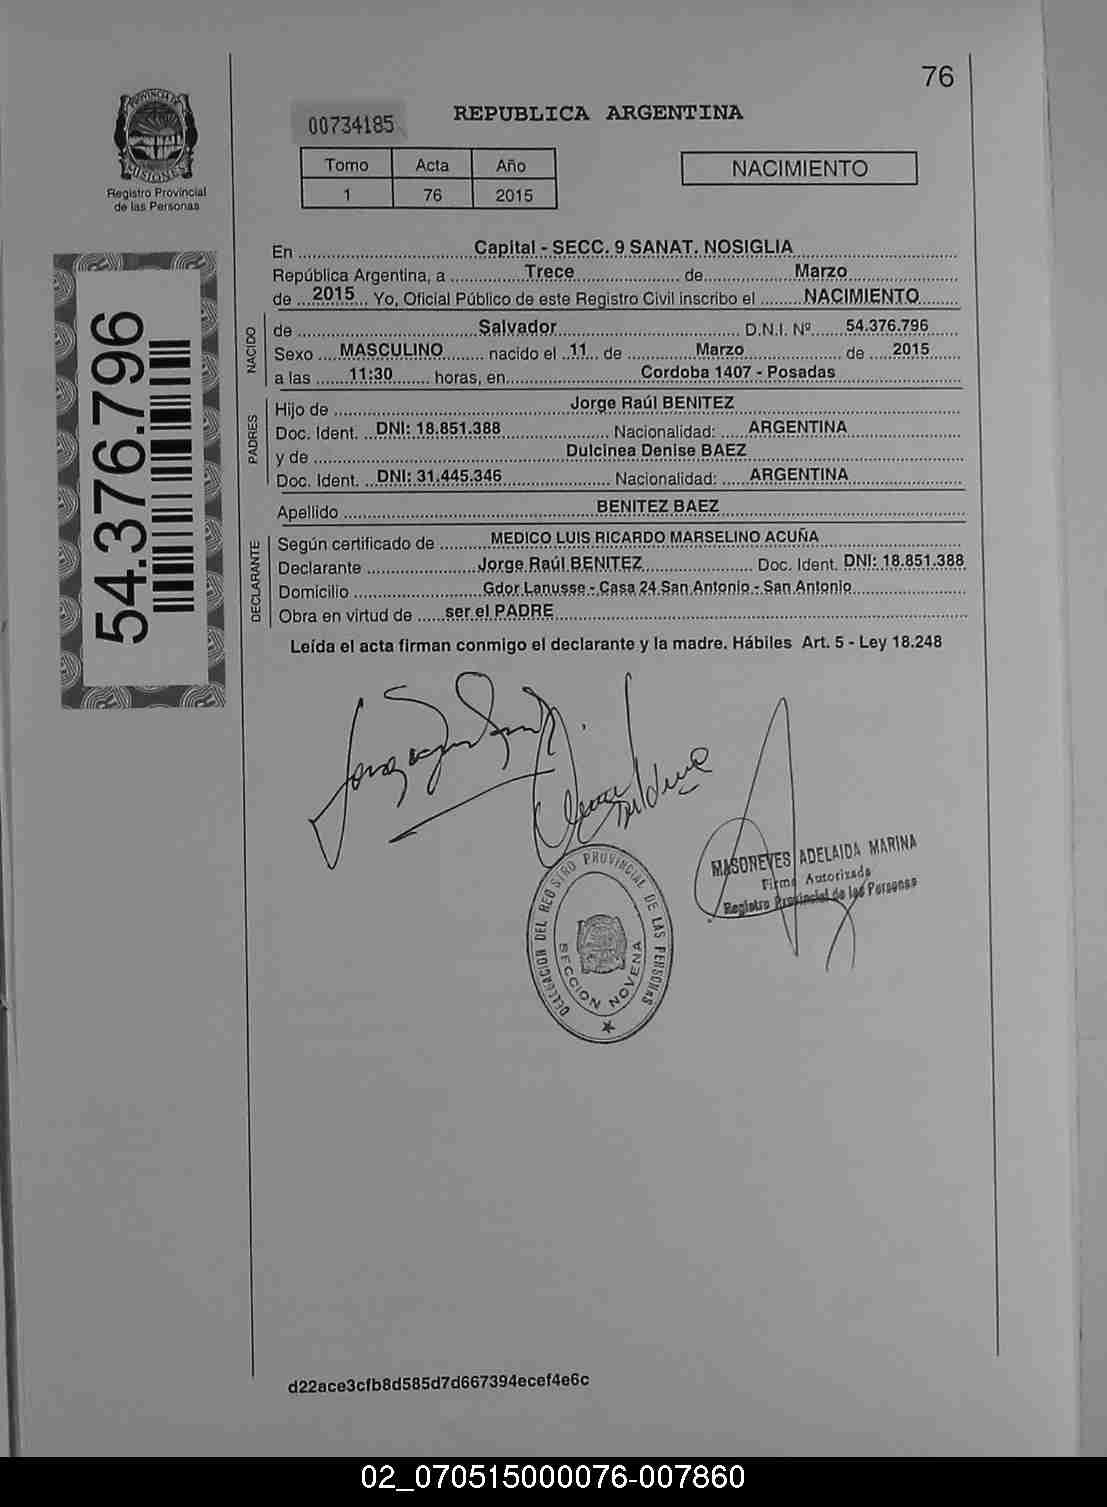 76
PROVINCIA DE
MISIONES
Registro Provincial
de las Personas
00734185
REPUBLICA ARGENTINA
Tomo Acta Año
1 76 2015
NACIMIENTO
54.376.796
En Capital - SECC. 9 SANAT. NOSIGLIA
República Argentina, a Trece de Marzo
de 2015 Yo, Oficial Público de este Registro Civil inscribo el NACIMIENTO
NACIDO
de Salvador D.N.I. Nº 54.376.796
Sexo MASCULINO nacido el 11 de Marzo de 2015
a las 11:30 horas, en Cordoba 1407 - Posadas
PADRES
Hijo de Jorge Raúl BENITEZ
Doc. Ident. DNI: 18.851.388 Nacionalidad: ARGENTINA
y de Dulcinea Denise BAEZ
Doc. Ident. DNI: 31.445.346 Nacionalidad: ARGENTINA
Apellido BENITEZ BAEZ
DECLARANTE
Según certificado de MEDICO LUIS RICARDO MARSELINO ACUÑA
Declarante Jorge Raúl BENITEZ Doc. Ident. DNI: 18.851.388
Domicilio Gdor Lanusse - Casa 24 San Antonio - San Antonio
Obra en virtud de ser el PADRE
Leída el acta firman conmigo el declarante y la madre. Hábiles Art. 5 - Ley 18.248
MASONEVES ADELAIDA MARINA
Firma Autorizada
Registro Provincial de las Personas
DELEGACION DEL REGISTRO PROVINCIAL DE LAS PERSONAS
SECCION NOVENA
d22ace3cfb8d585d7d667394ecef4e6c
02_070515000076-007860